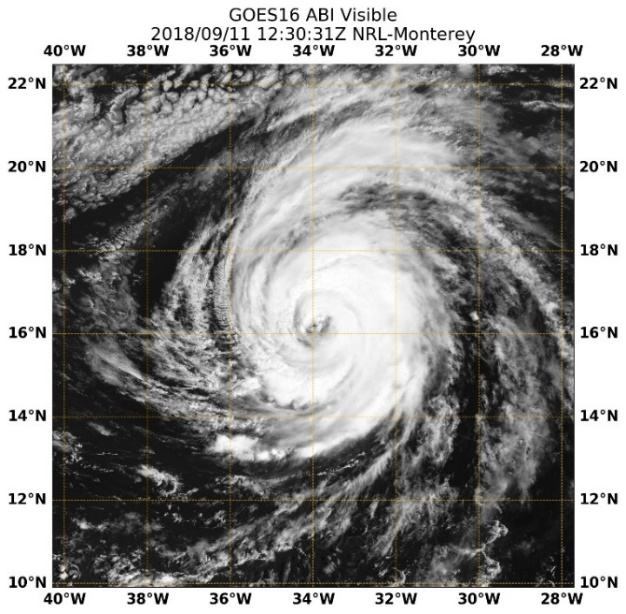 GOES16 ABI Visible
2018/09/11 12:30:31Z NRL-Monterey
40°W 38°W 36°W 34°W 32°W 30°W 28°W
22°N 22°N
20°N 20°N
18°N 18°N
16°N 16°N
14°N 14°N
12°N 12°N
10°N 10°N
40°W 38°W 36°W 34°W 32°W 30°W 28°W